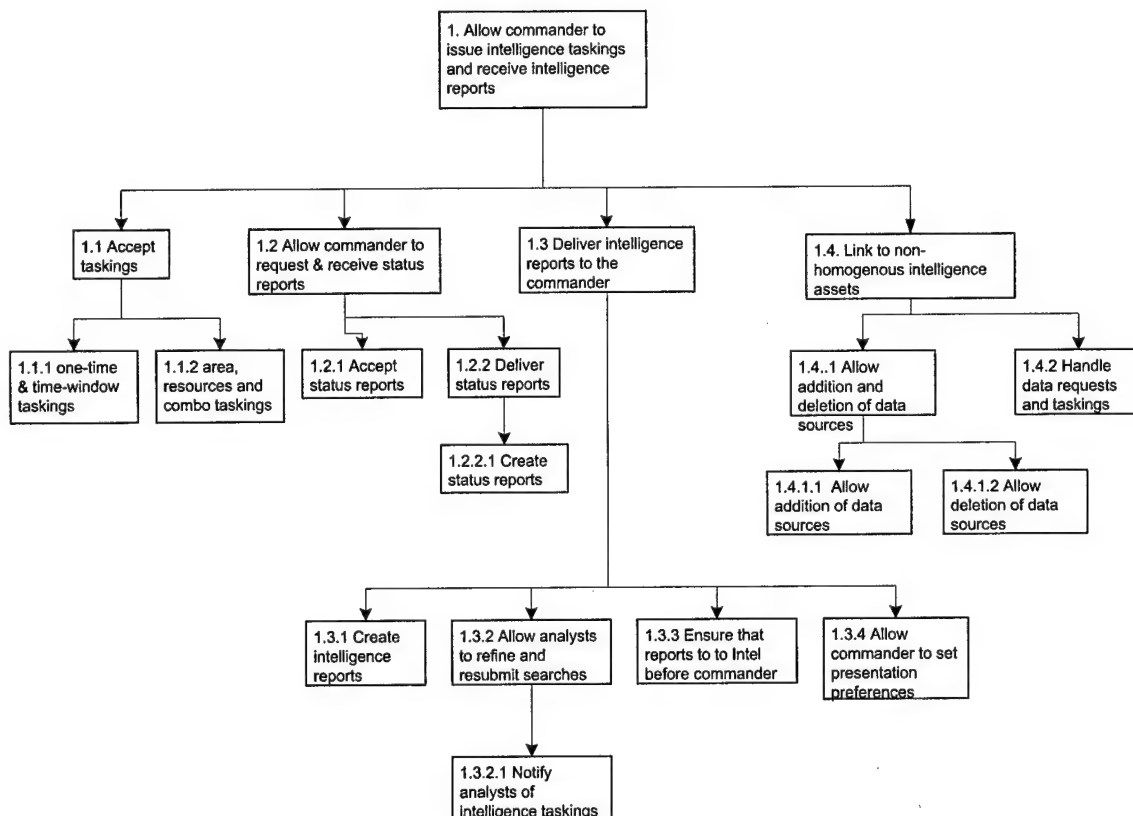 1. Allow commander to
issue intelligence taskings
and receive intelligence
reports
1.1 Accept
taskings
1.2 Allow commander to
request & receive status
reports
1.3 Deliver intelligence
reports to the
commander
1.4. Link to non-
homogenous intelligence
assets
1.1.1 one-time
& time-window
taskings
1.1.2 area,
resources and
combo taskings
1.2.1 Accept
status reports
1.2.2 Deliver
status reports
1.4..1 Allow
addition and
deletion of data
sources
1.4.2 Handle
data requests
and taskings
1.2.2.1 Create
status reports
1.4.1.1 Allow
addition of data
sources
1.4.1.2 Allow
deletion of data
sources
1.3.1 Create
intelligence
reports
1.3.2 Allow analysts
to refine and
resubmit searches
1.3.3 Ensure that
reports to to Intel
before commander
1.3.4 Allow
commander to set
presentation
preferences
1.3.2.1 Notify
analysts of
intelligence taskings